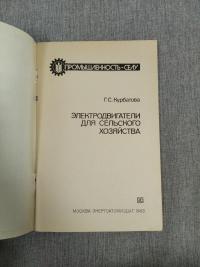 ПРОМЫШЛЕННОСТЬ-СЕЛУ
Г.С. Курбатова
ЭЛЕКТРОДВИГАТЕЛИ
ДЛЯ СЕЛЬСКОГО
ХОЗЯЙСТВА
МОСКВА ЭНЕРГОАТОМИЗДАТ 1983